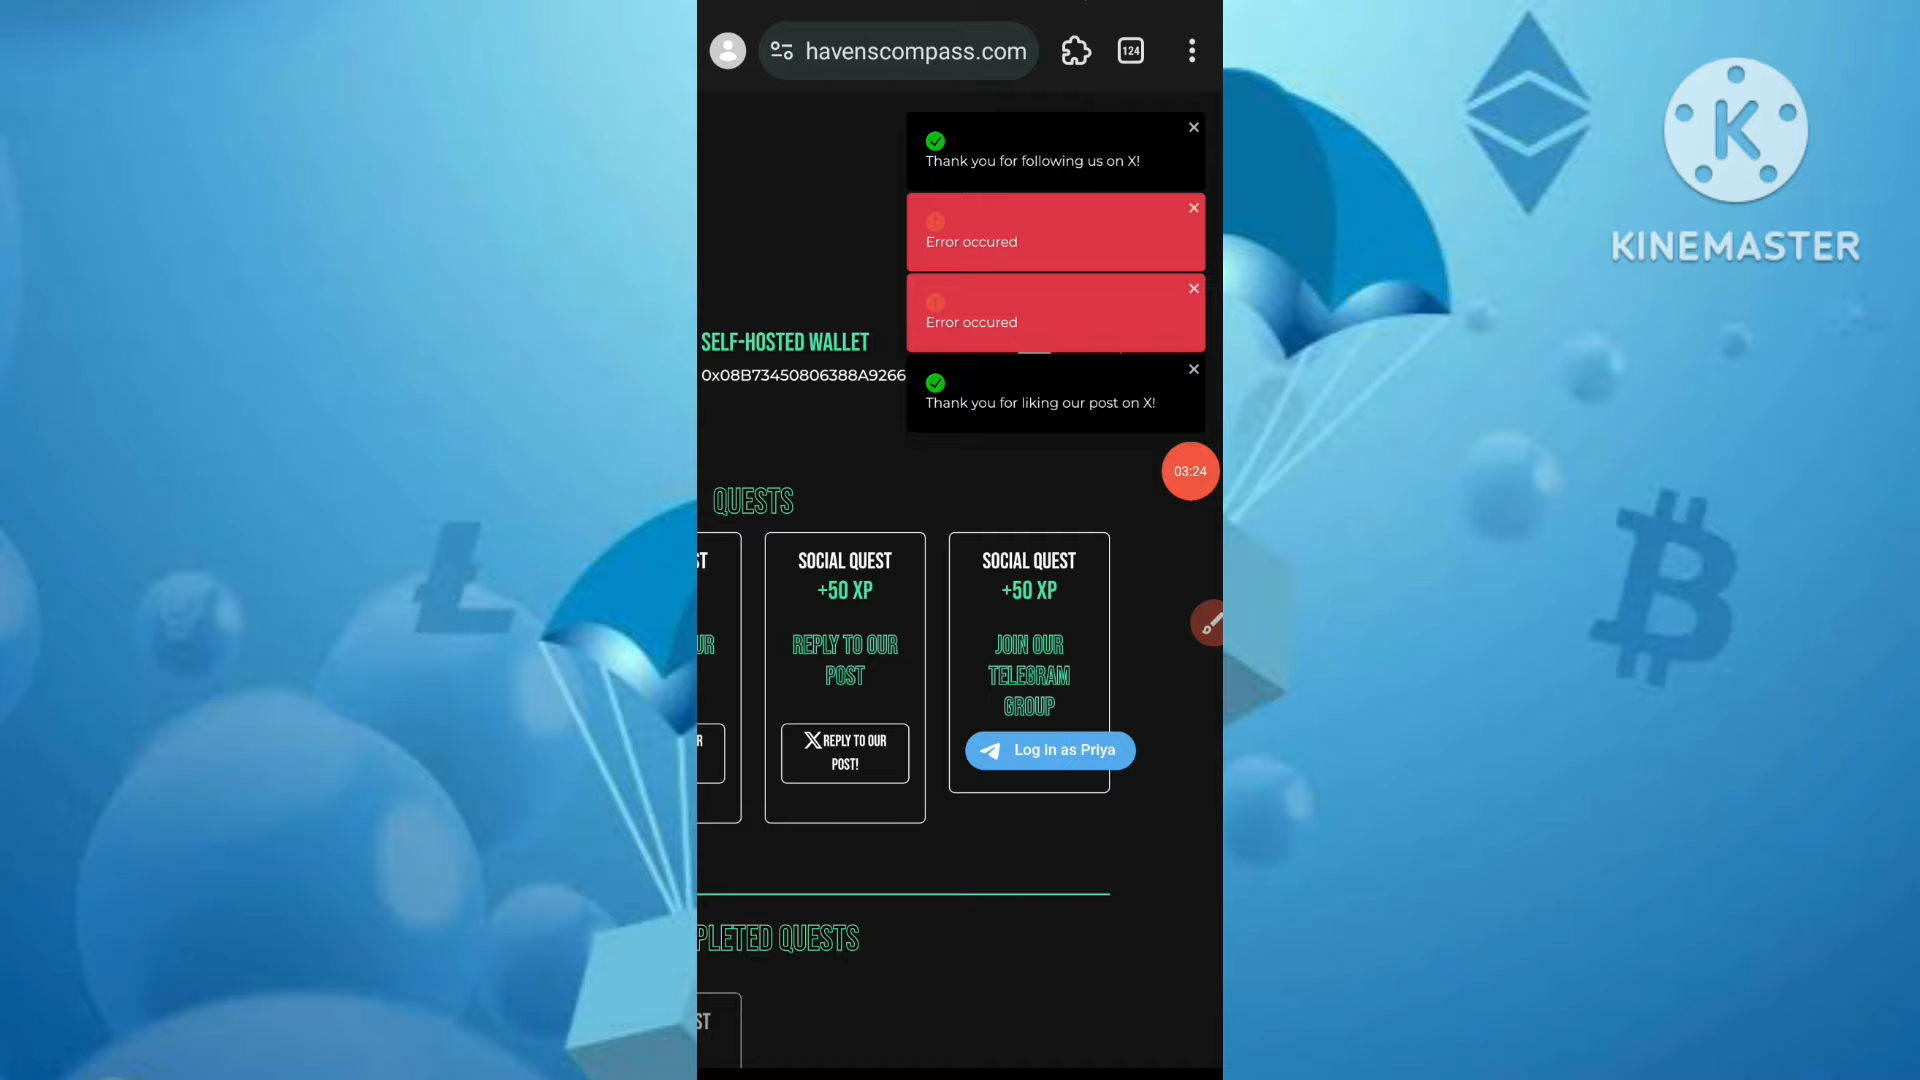 havenscompass.com
124
KINEMASTER
Thank you for following us on X!
Error occured
Error occured
Thank you for liking our post on X!
SELF-HOSTED WALLET
0x08B73450806388A9266
03:24
QUESTS
SOCIAL QUEST
+50 XP
REPLY TO OUR
POST
REPLY TO OUR
POST!
SOCIAL QUEST
+50 XP
JOIN OUR
TELEGRAM
GROUP
Log in as Priya
PLETED QUESTS
ST